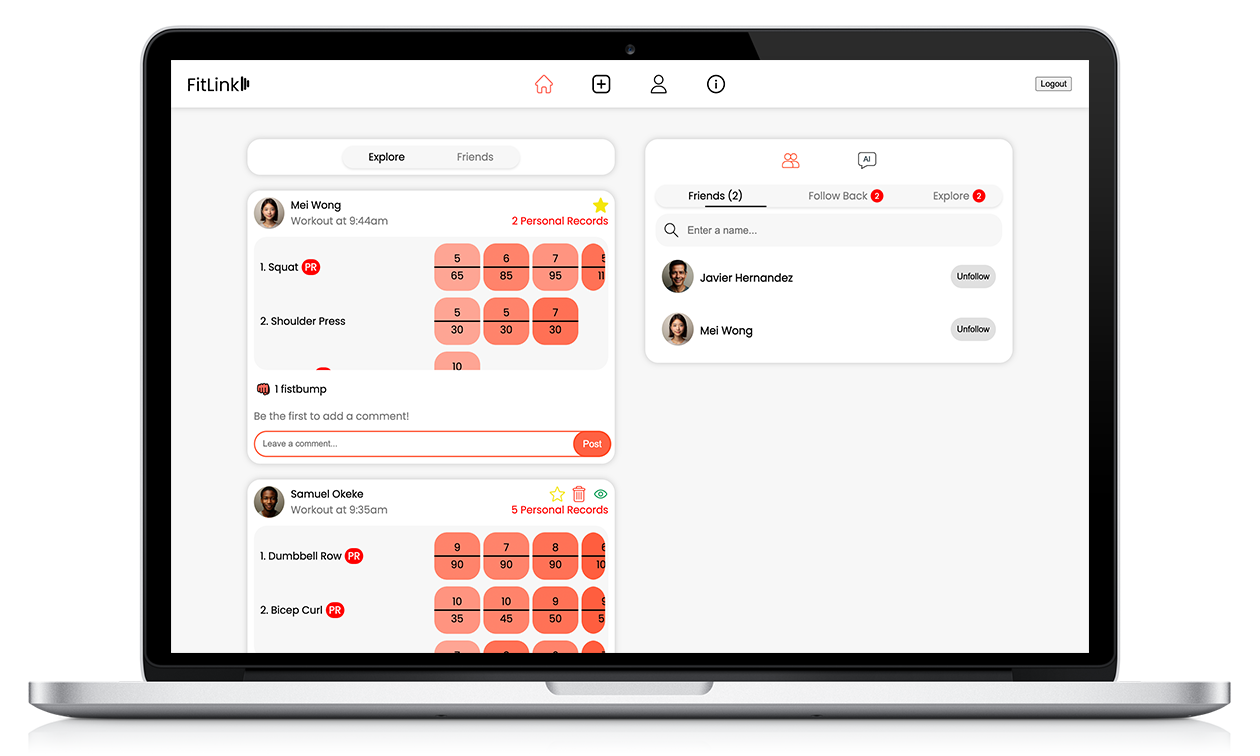 FitLink
Logout
Explore Friends
Mei Wong
Workout at 9:44am
2 Personal Records
1. Squat PR
5 6 7 5
65 85 95 11
2. Shoulder Press
5 5 7
30 30 30
10
1 fistbump
Be the first to add a comment!
Leave a comment... Post
Samuel Okeke
Workout at 9:35am
5 Personal Records
1. Dumbbell Row PR
9 7 8 6
90 90 90 10
2. Bicep Curl PR
10 10 9 9
35 45 50 5
AI
Friends (2) Follow Back 2 Explore 2
Enter a name...
Javier Hernandez Unfollow
Mei Wong Unfollow